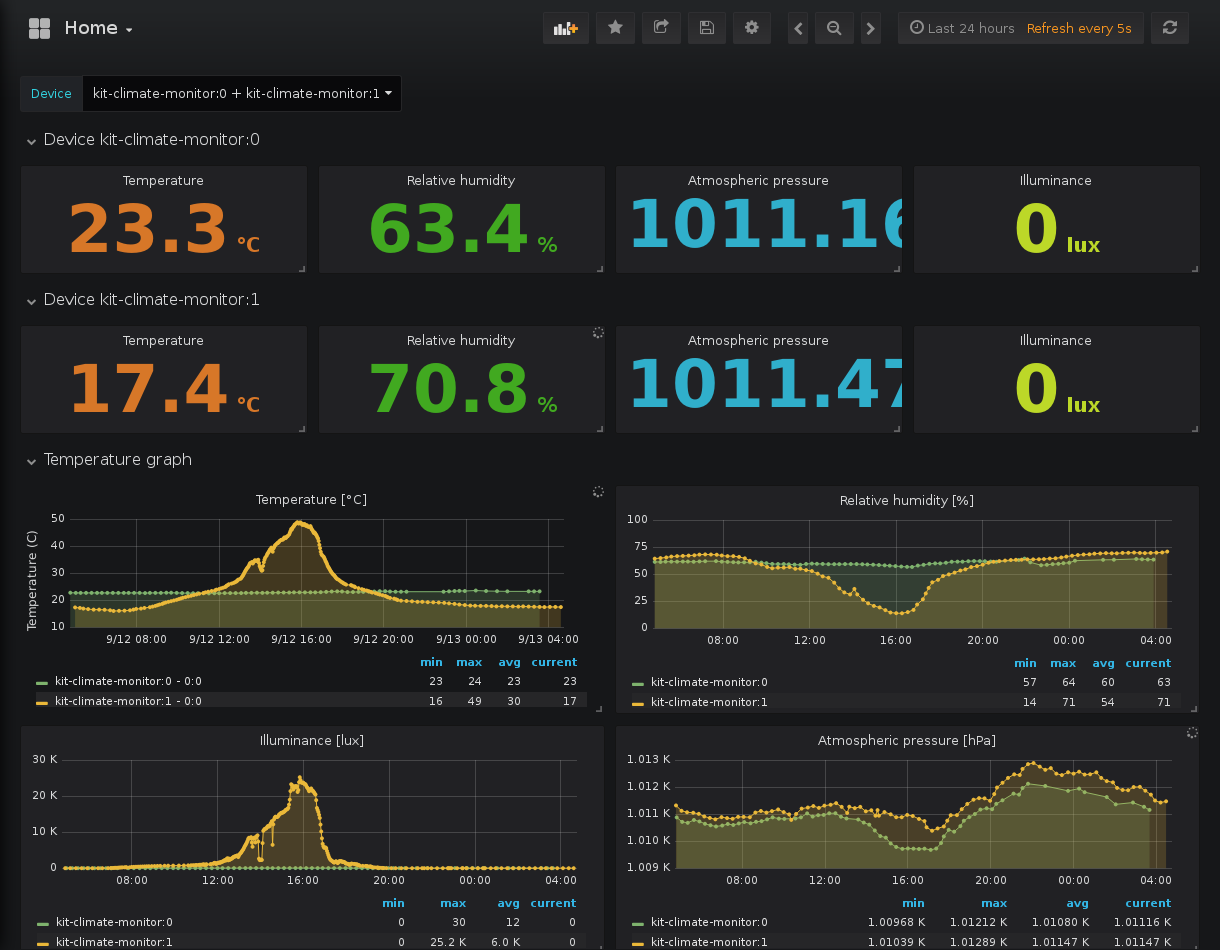 Home
Last 24 hours Refresh every 5s
Device kit-climate-monitor:0 + kit-climate-monitor:1
Device kit-climate-monitor:0
Temperature Relative humidity Atmospheric pressure Illuminance
23.3 °C 63.4 % 1011.16 0 lux
Device kit-climate-monitor:1
Temperature Relative humidity Atmospheric pressure Illuminance
17.4 °C 70.8 % 1011.47 0 lux
Temperature graph
Temperature [°C]
Temperature (C)
50
40
30
20
10
9/12 08:00 9/12 12:00 9/12 16:00 9/12 20:00 9/13 00:00 9/13 04:00
min max avg current
kit-climate-monitor:0 - 0:0 23 24 23 23
kit-climate-monitor:1 - 0:0 16 49 30 17
Relative humidity [%]
100
75
50
25
0
08:00 12:00 16:00 20:00 00:00 04:00
min max avg current
kit-climate-monitor:0 57 64 60 63
kit-climate-monitor:1 14 71 54 71
Illuminance [lux]
30 K
20 K
10 K
0
08:00 12:00 16:00 20:00 00:00 04:00
min max avg current
kit-climate-monitor:0 0 30 12 0
kit-climate-monitor:1 0 25.2 K 6.0 K 0
Atmospheric pressure [hPa]
1.013 K
1.012 K
1.011 K
1.010 K
1.009 K
08:00 12:00 16:00 20:00 00:00 04:00
min max avg current
kit-climate-monitor:0 1.00968 K 1.01212 K 1.01080 K 1.01116 K
kit-climate-monitor:1 1.01039 K 1.01289 K 1.01147 K 1.01147 K